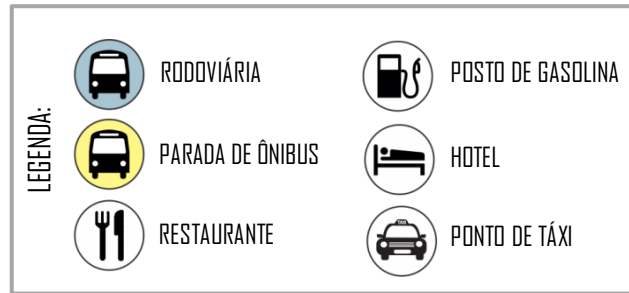 LEGENDA:
RODOVIÁRIA
PARADA DE ÔNIBUS
RESTAURANTE
POSTO DE GASOLINA
HOTEL
PONTO DE TÁXI
TAXI